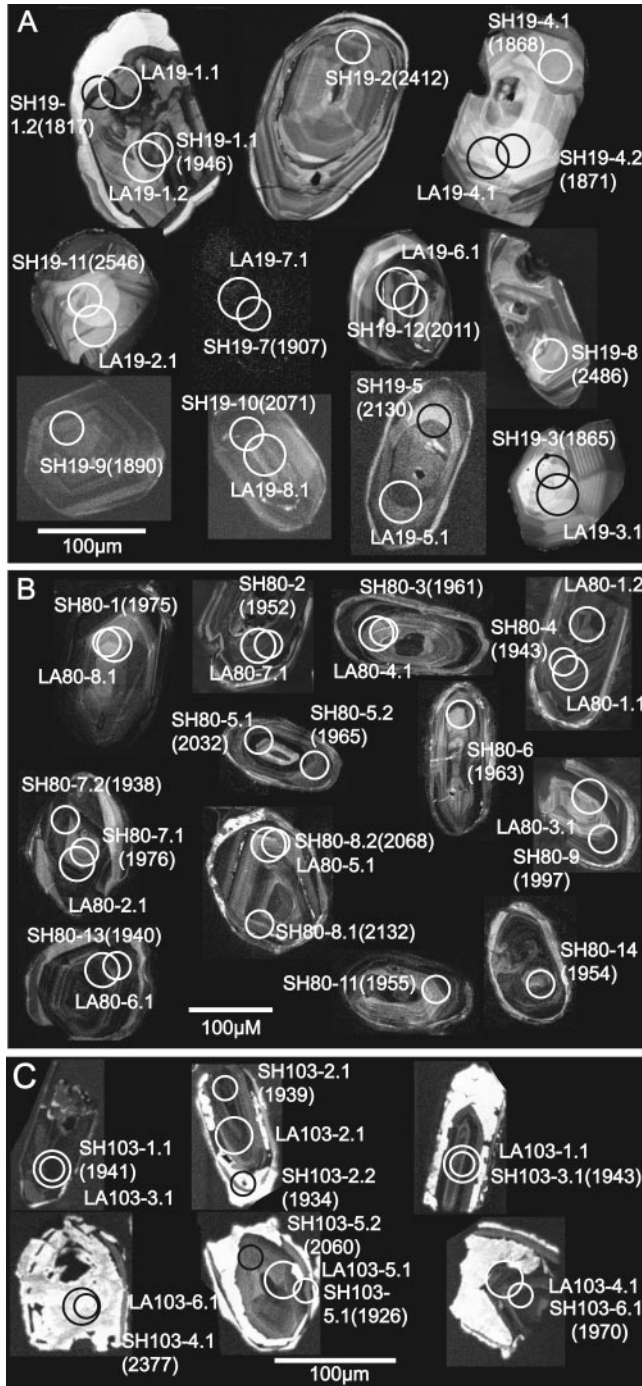 A
LA19-1.1
SH19-
1.2(1817)
SH19-1.1
(1946)
LA19-1.2
SH19-2(2412)
SH19-4.1
(1868)
SH19-4.2
(1871)
LA19-4.1
SH19-11(2546)
LA19-2.1
LA19-7.1
SH19-7(1907)
LA19-6.1
SH19-12(2011)
SH19-8
(2486)
SH19-9(1890)
SH19-10(2071)
LA19-8.1
SH19-5
(2130)
LA19-5.1
SH19-3(1865)
LA19-3.1
100µm
B
SH80-1(1975)
LA80-8.1
SH80-2
(1952)
LA80-7.1
SH80-3(1961)
LA80-4.1
LA80-1.2
SH80-4
(1943)
LA80-1.1
SH80-5.1
(2032)
SH80-5.2
(1965)
SH80-6
(1963)
SH80-7.2(1938)
SH80-7.1
(1976)
LA80-2.1
SH80-8.2(2068)
LA80-5.1
SH80-8.1(2132)
LA80-3.1
SH80-9
(1997)
SH80-13(1940)
LA80-6.1
SH80-11(1955)
SH80-14
(1954)
100µM
C
SH103-1.1
(1941)
LA103-3.1
SH103-2.1
(1939)
LA103-2.1
SH103-2.2
(1934)
LA103-1.1
SH103-3.1(1943)
LA103-6.1
SH103-4.1
(2377)
SH103-5.2
(2060)
LA103-5.1
SH103-
5.1(1926)
LA103-4.1
SH103-6.1
(1970)
100µm